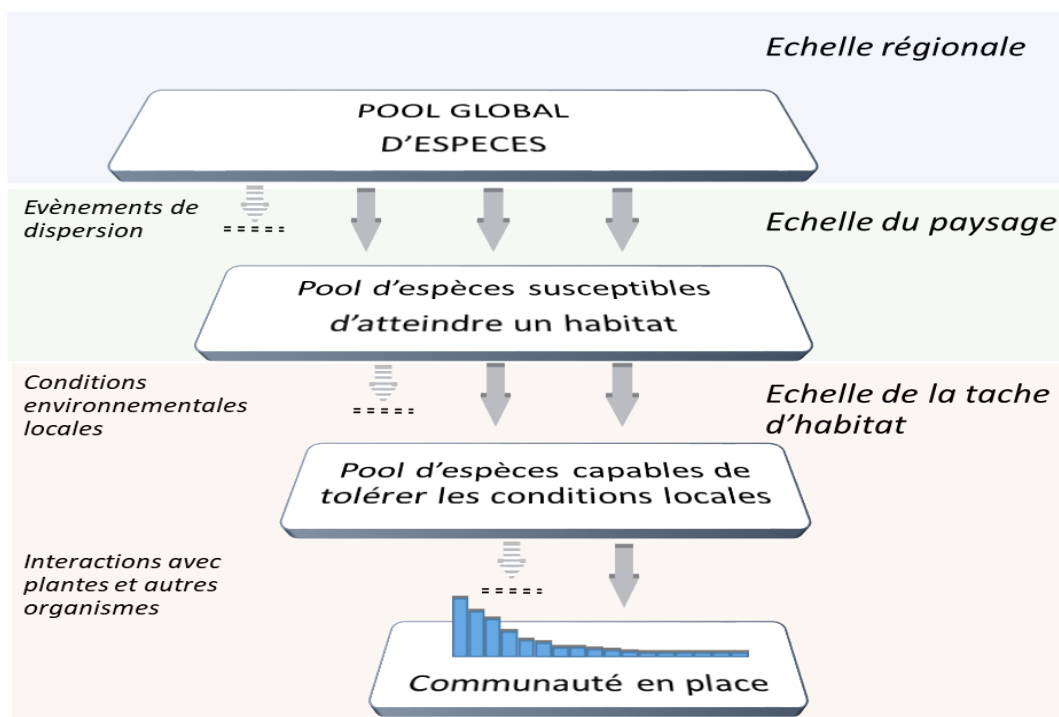 Echelle régionale
POOL GLOBAL
D'ESPECES
Evènements de
dispersion
Echelle du paysage
Pool d'espèces susceptibles
d'atteindre un habitat
Conditions
environnementales
locales
Echelle de la tache
d'habitat
Pool d'espèces capables de
tolérer les conditions locales
Interactions avec
plantes et autres
organismes
Communauté en place